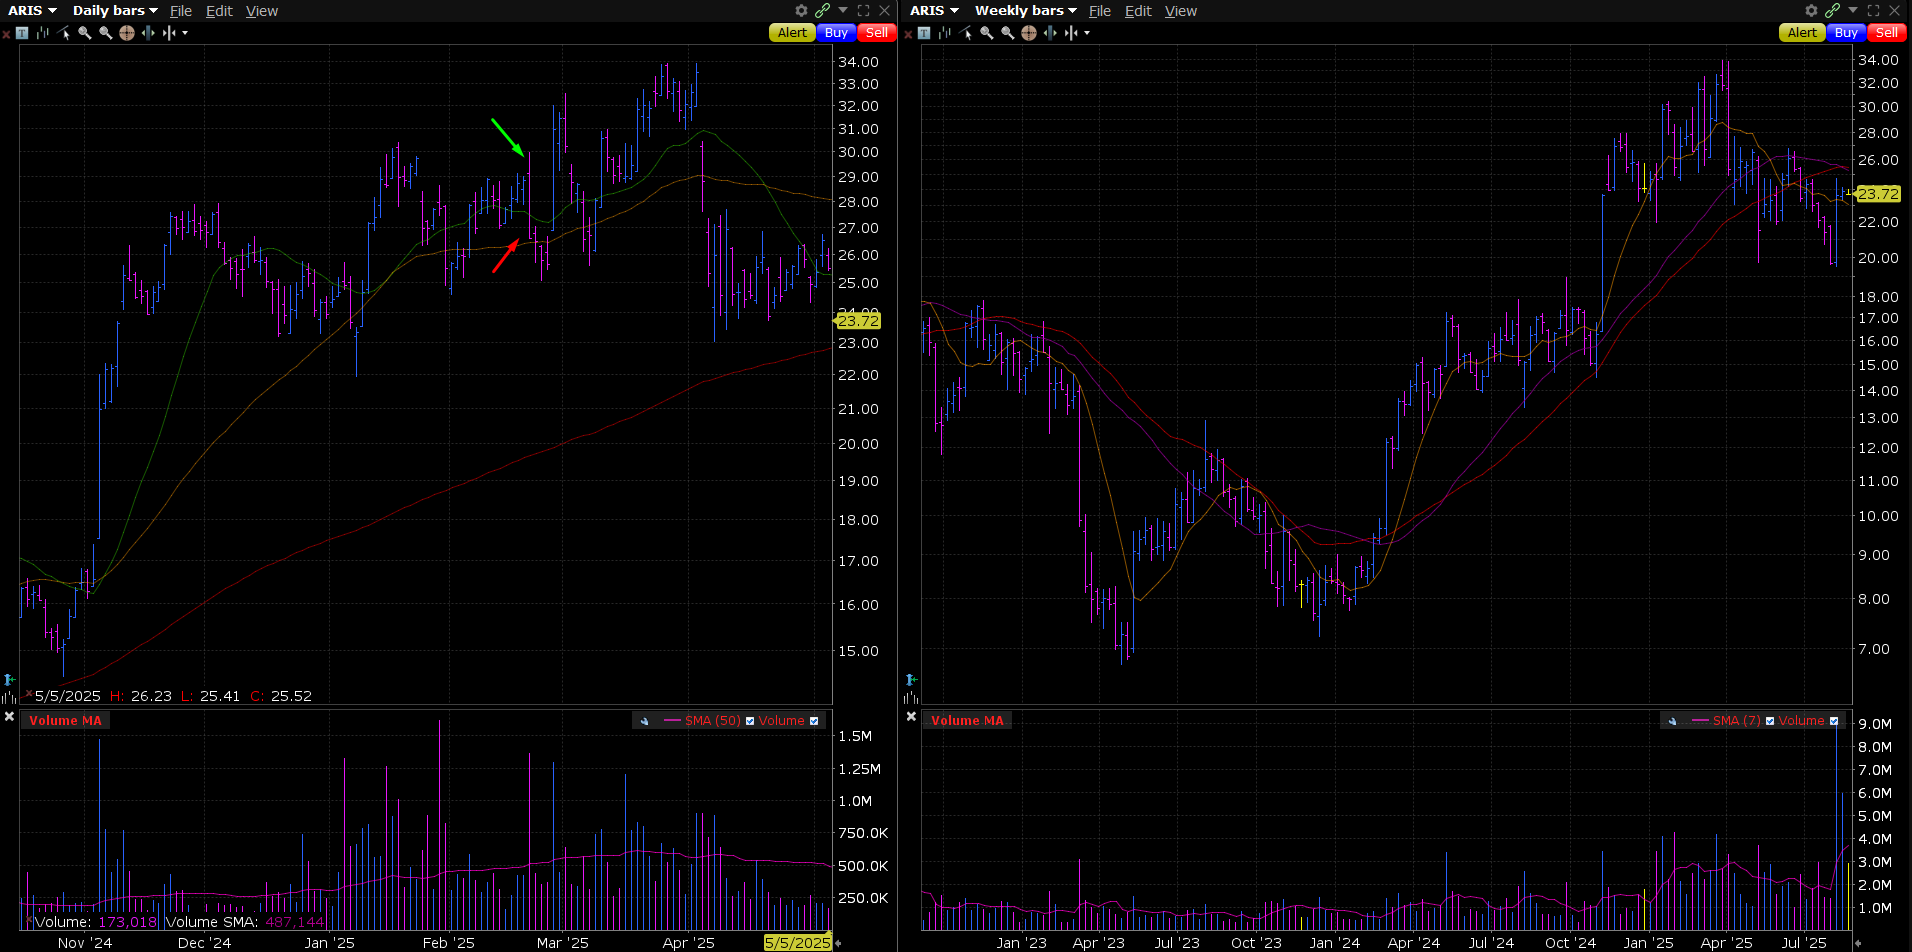 ARIS Daily bars File Edit View
Alert Buy Sell
34.00
33.00
32.00
31.00
30.00
29.00
28.00
27.00
26.00
25.00
24.00
23.72
23.00
22.00
21.00
20.00
19.00
18.00
17.00
16.00
15.00
5/5/2025 H: 26.23 L: 25.41 C: 25.52
Volume MA
SMA (50) Volume
1.5M
1.25M
1.0M
750.0K
500.0K
250.0K
Volume: 173,018 Volume SMA: 487,144
Nov '24 Dec '24 Jan '25 Feb '25 Mar '25 Apr '25 5/5/2025
ARIS Weekly bars File Edit View
Alert Buy Sell
34.00
32.00
30.00
28.00
26.00
23.72
22.00
20.00
18.00
17.00
16.00
15.00
14.00
13.00
12.00
11.00
10.00
9.00
8.00
7.00
Volume MA
SMA (7) Volume
9.0M
8.0M
7.0M
6.0M
5.0M
4.0M
3.0M
2.0M
1.0M
Jan '23 Apr '23 Jul '23 Oct '23 Jan '24 Apr '24 Jul '24 Oct '24 Jan '25 Apr '25 Jul '25